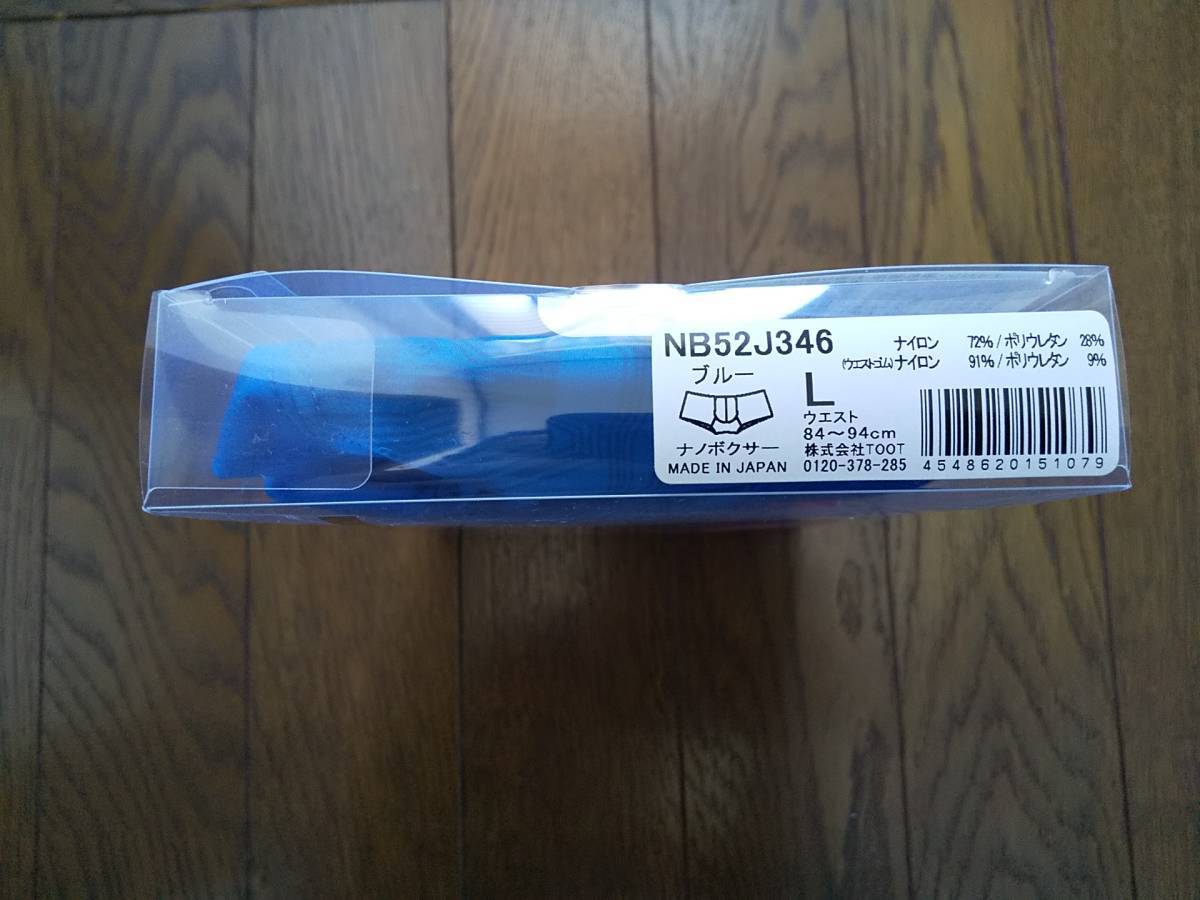 NB52J346
ナイロン 72% / ポリウレタン 28%
(ウエストゴム)ナイロン 91% / ポリウレタン 9%
ブルー
L
ウエスト
84～94cm
ナノボクサー
株式会社TOOT
MADE IN JAPAN
0120-378-285
4548620151079